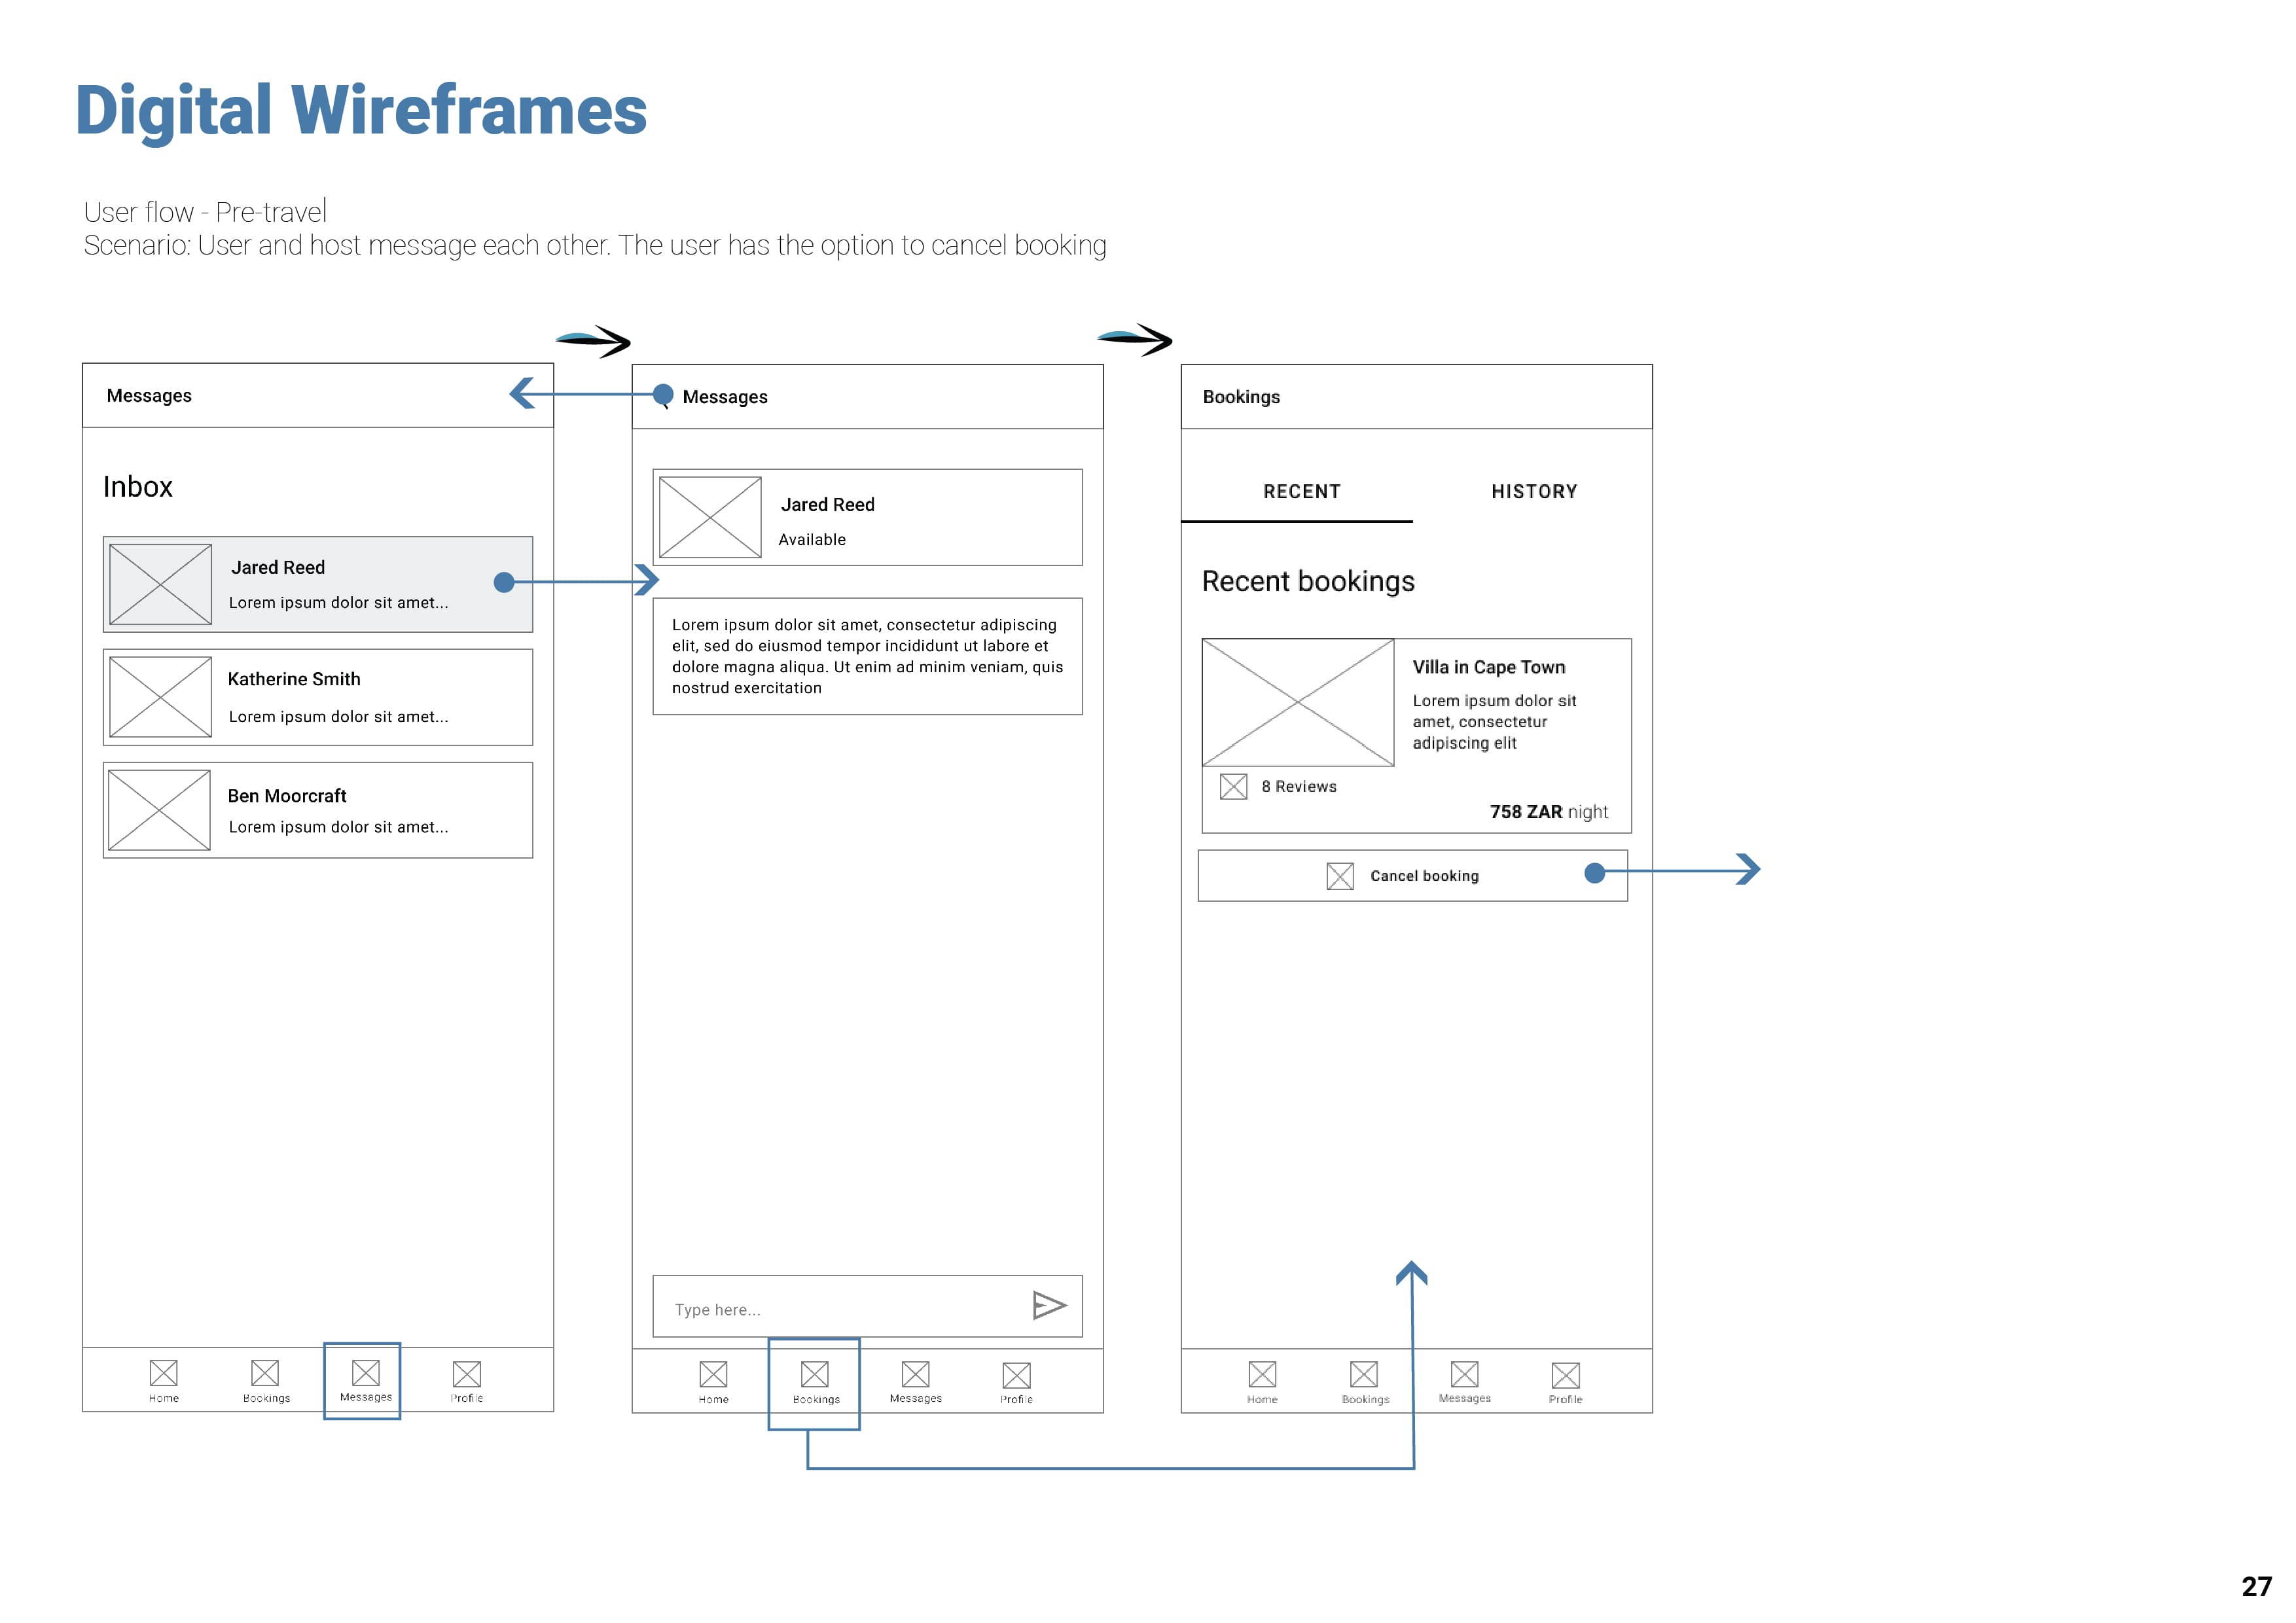 Digital Wireframes
User flow - Pre-travel
Scenario: User and host message each other. The user has the option to cancel booking
Messages
Inbox
Jared Reed
Lorem ipsum dolor sit amet...
Katherine Smith
Lorem ipsum dolor sit amet...
Ben Moorcraft
Lorem ipsum dolor sit amet...
Home
Bookings
Messages
Profile
Messages
Jared Reed
Available
Lorem ipsum dolor sit amet, consectetur adipiscing
elit, sed do eiusmod tempor incididunt ut labore et
dolore magna aliqua. Ut enim ad minim veniam, quis
nostrud exercitation
Type here...
Home
Bookings
Messages
Profile
Bookings
RECENT
HISTORY
Recent bookings
Villa in Cape Town
Lorem ipsum dolor sit
amet, consectetur
adipiscing elit
8 Reviews
758 ZAR night
Cancel booking
Home
Bookings
Messages
Profile
27